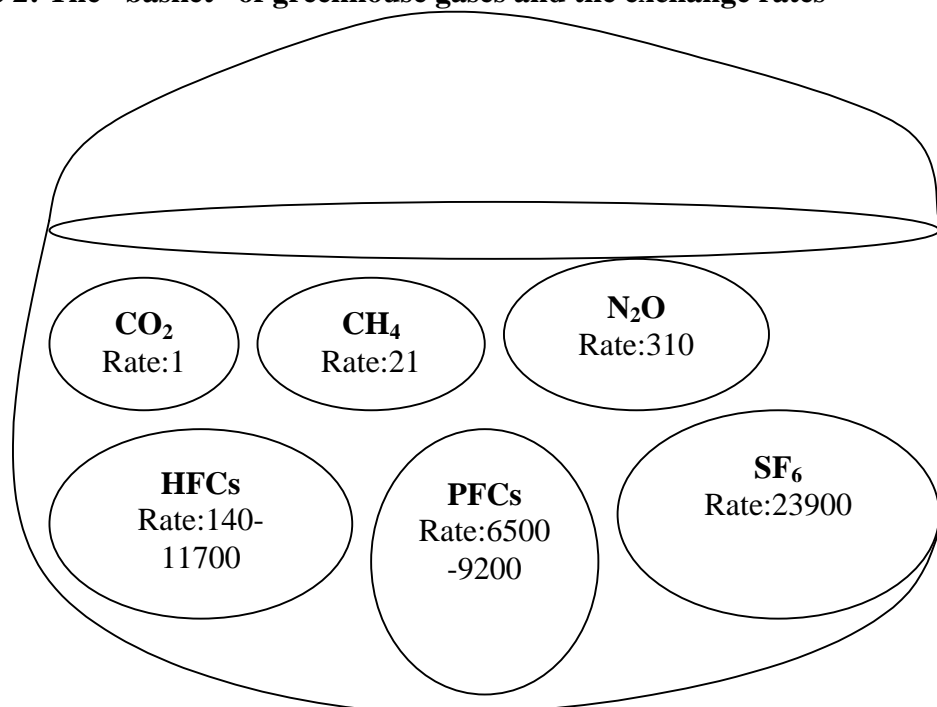 2. The "basket" of greenhouse gases and the exchange rates
CO₂
Rate:1
CH₄
Rate:21
N₂O
Rate:310
HFCs
Rate:140-
11700
PFCs
Rate:6500
-9200
SF₆
Rate:23900